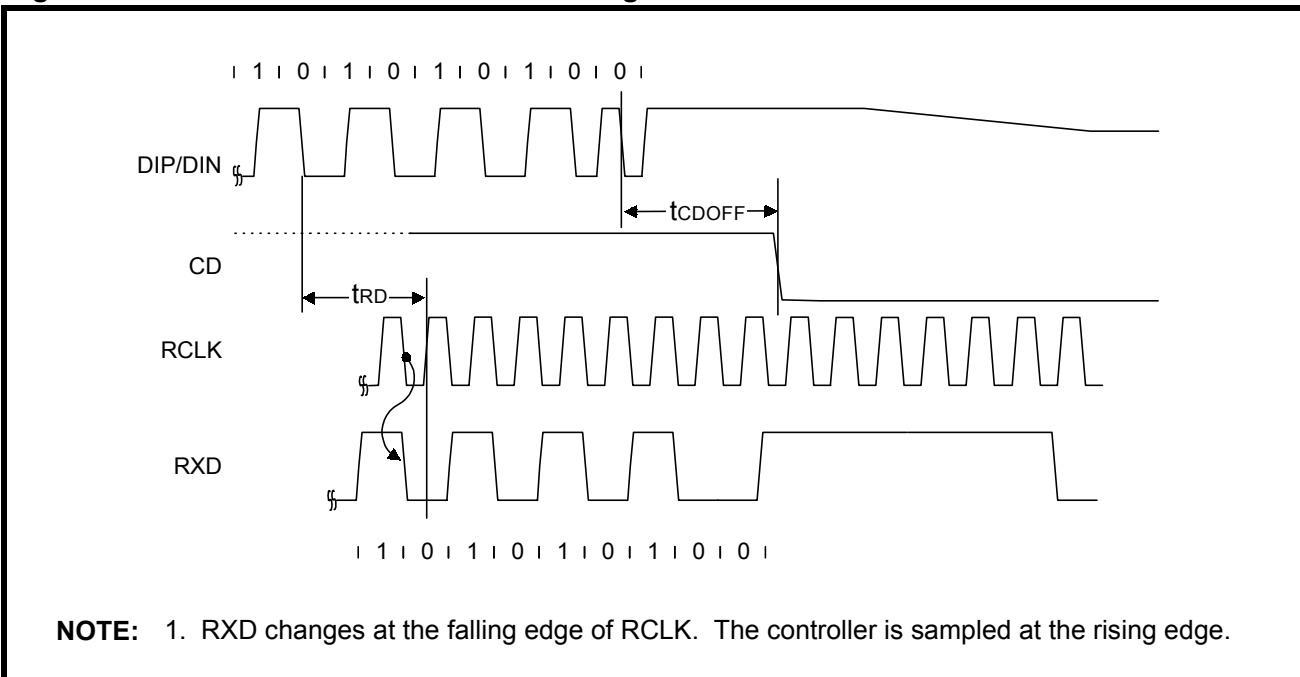 1 0 1 0 1 0 1 0 0
DIP/DIN
tCDOFF
CD
tRD
RCLK
RXD
1 0 1 0 1 0 1 0 0
NOTE: 1. RXD changes at the falling edge of RCLK. The controller is sampled at the rising edge.